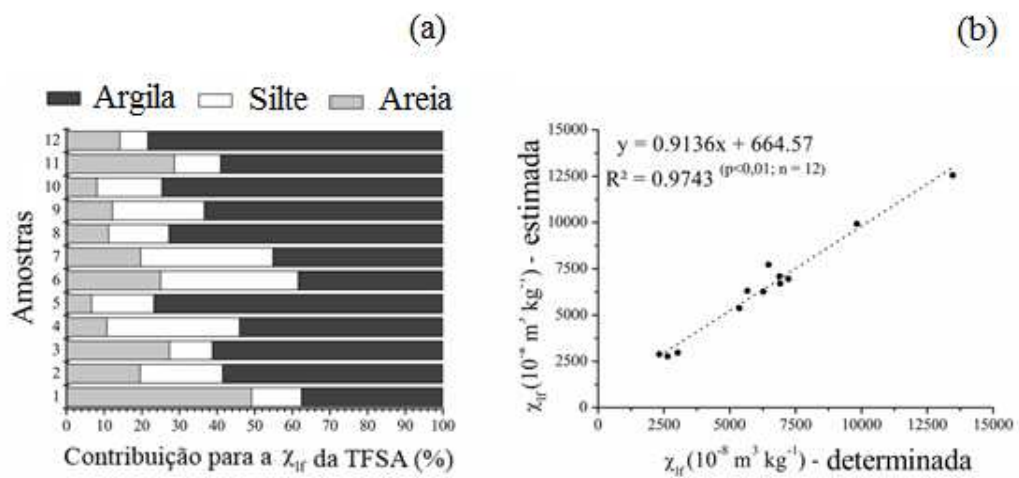 (a)
Argila Silte Areia
Amostras
12
11
10
9
8
7
6
5
4
3
2
1
0 10 20 30 40 50 60 70 80 90 100
Contribuição para a χlf da TFSA (%)
(b)
y = 0.9136x + 664.57
R² = 0.9743 (p<0,01; n = 12)
χlf (10⁻⁸ m³ kg⁻¹) - estimada
15000
12500
10000
7500
5000
2500
0
0 2500 5000 7500 10000 12500 15000
χlf (10⁻⁸ m³ kg⁻¹) - determinada